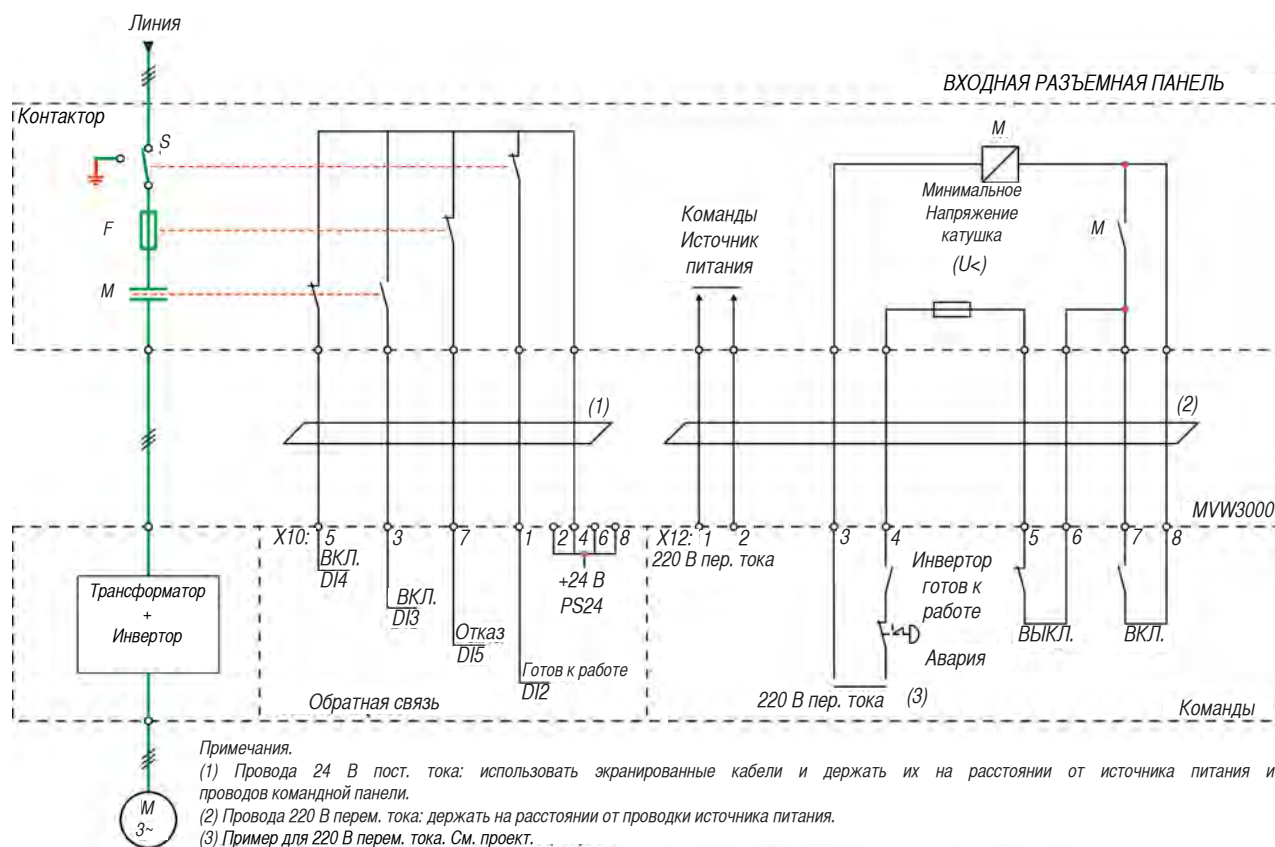 Линия
ВХОДНАЯ РАЗЪЕМНАЯ ПАНЕЛЬ
Контактор
S
F
M
M
Минимальное
Напряжение
катушка
(U<)
M
Команды
Источник
питания
(1)
(2)
MVW3000
X10: 5 3 7 1 2 4 6 8
X12: 1 2 3 4 5 6 7 8
220 В пер. тока
ВКЛ.
DI4
ВКЛ.
DI3
Отказ
DI5
Готов к работе
DI2
+24 В
PS24
Обратная связь
Трансформатор
+
Инвертор
Инвертор
готов к
работе
Авария
ВЫКЛ.
ВКЛ.
220 В пер. тока (3)
Команды
M
3~
Примечания.
(1) Провода 24 В пост. тока: использовать экранированные кабели и держать их на расстоянии от источника питания и
проводов командной панели.
(2) Провода 220 В перем. тока: держать на расстоянии от проводки источника питания.
(3) Пример для 220 В перем. тока. См. проект.